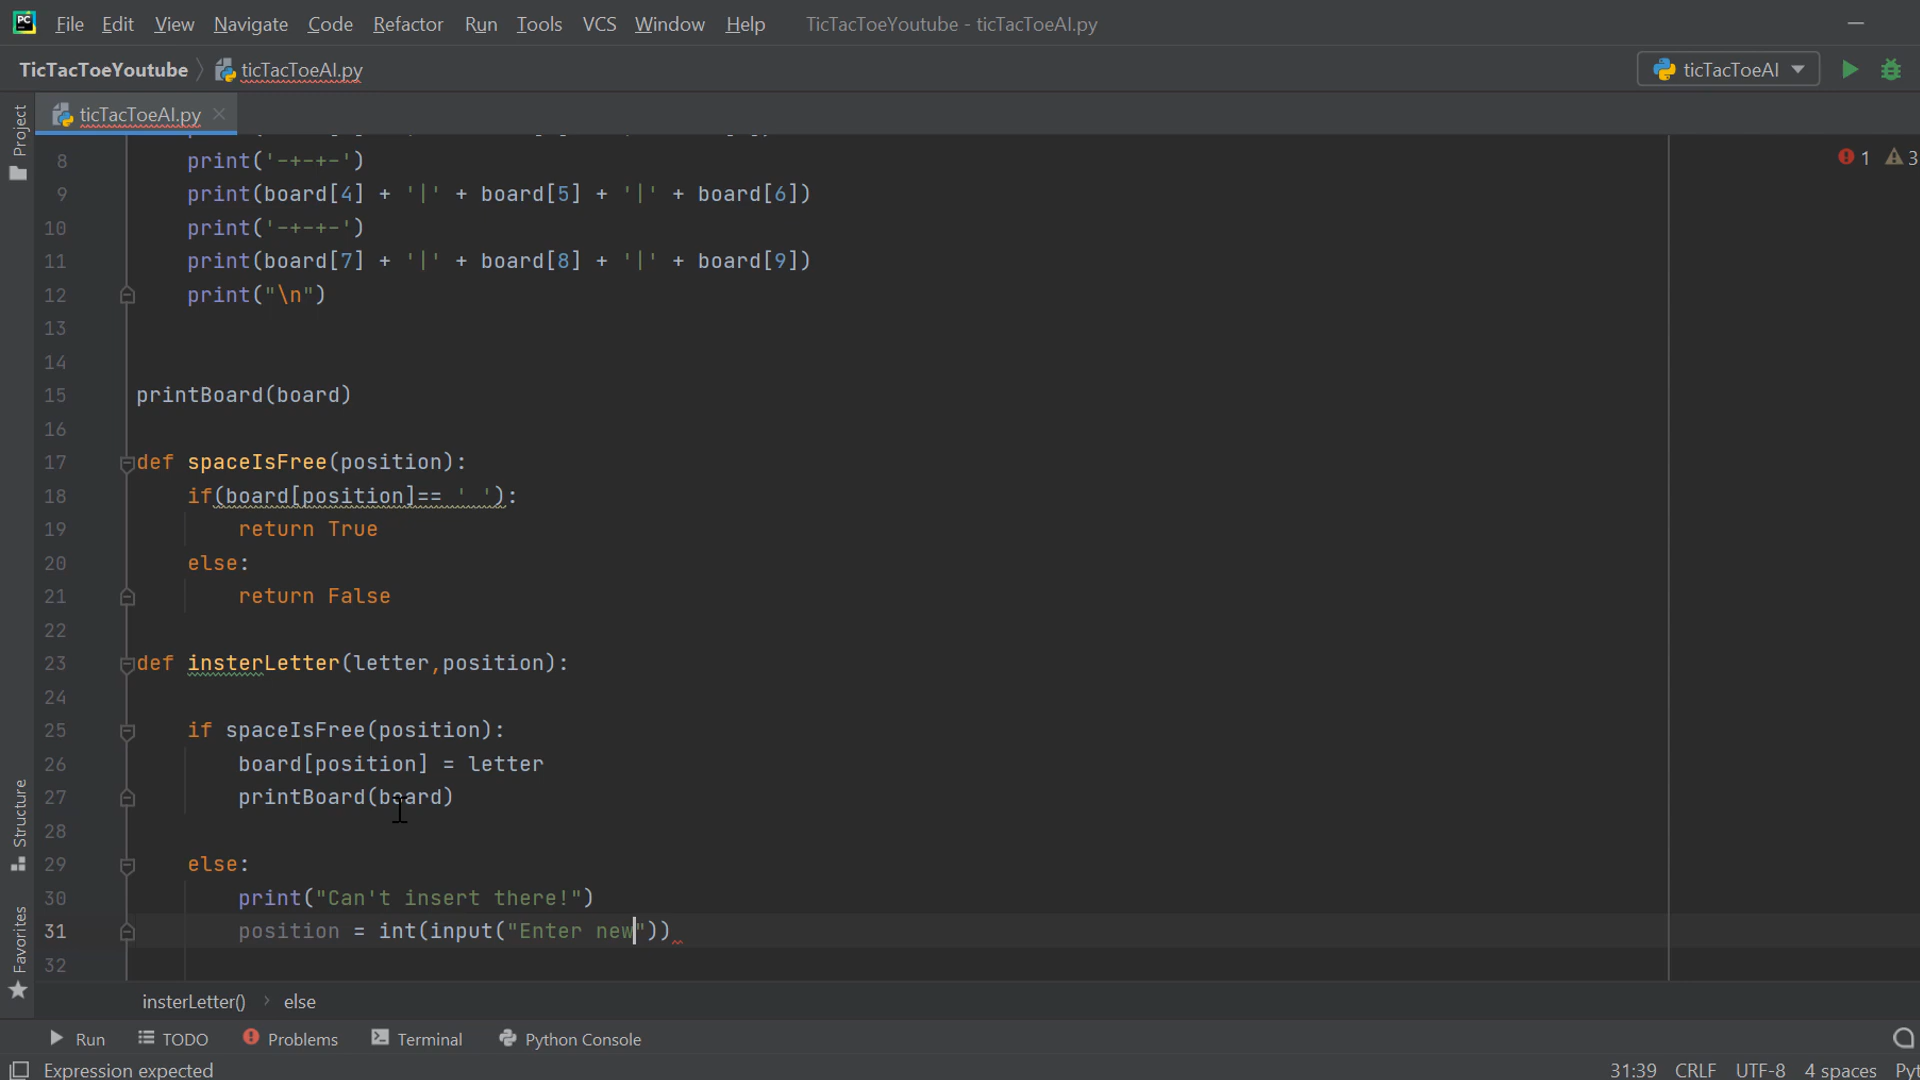 PC File Edit View Navigate Code Refactor Run Tools VCS Window Help TicTacToeYoutube - ticTacToeAI.py
TicTacToeYoutube ticTacToeAI.py ticTacToeAI
ticTacToeAI.py
Project
1 3
8 print('-+-+-')
9 print(board[4] + '|' + board[5] + '|' + board[6])
10 print('-+-+-')
11 print(board[7] + '|' + board[8] + '|' + board[9])
12 print("\n")
13
14
15 printBoard(board)
16
17 def spaceIsFree(position):
18 if(board[position]== ' '):
19 return True
20 else:
21 return False
22
23 def insterLetter(letter,position):
24
25 if spaceIsFree(position):
26 board[position] = letter
27 printBoard(board)
28
29 else:
30 print("Can't insert there!")
31 position = int(input("Enter new"))
32
Structure
Favorites
insterLetter() > else
Run TODO Problems Terminal Python Console
Expression expected 31:39 CRLF UTF-8 4 spaces